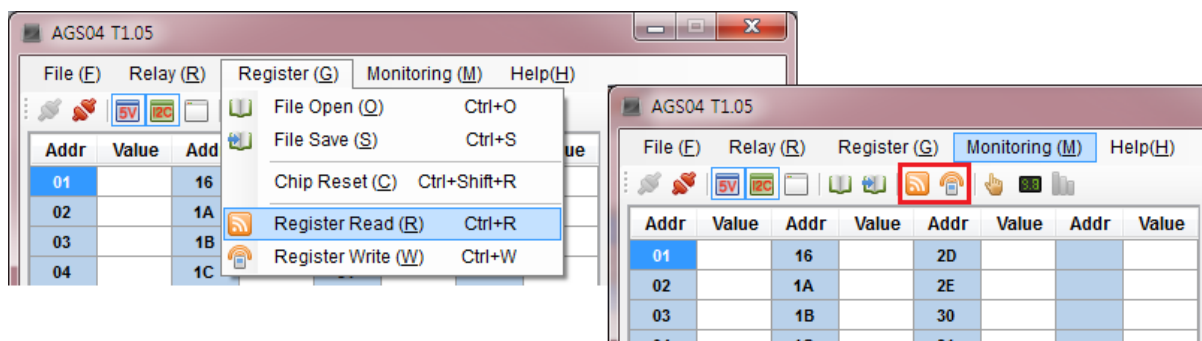 AGS04 T1.05
File (F) Relay (R) Register (G) Monitoring (M) Help(H)
File Open (O) Ctrl+O
File Save (S) Ctrl+S
Chip Reset (C) Ctrl+Shift+R
Register Read (R) Ctrl+R
Register Write (W) Ctrl+W
5V I2C
Addr Value Add ue
01 16
02 1A
03 1B
04 1C
AGS04 T1.05
File (F) Relay (R) Register (G) Monitoring (M) Help(H)
5V I2C 9.8
Addr Value Addr Value Addr Value Addr Value
01 16 2D
02 1A 2E
03 1B 30